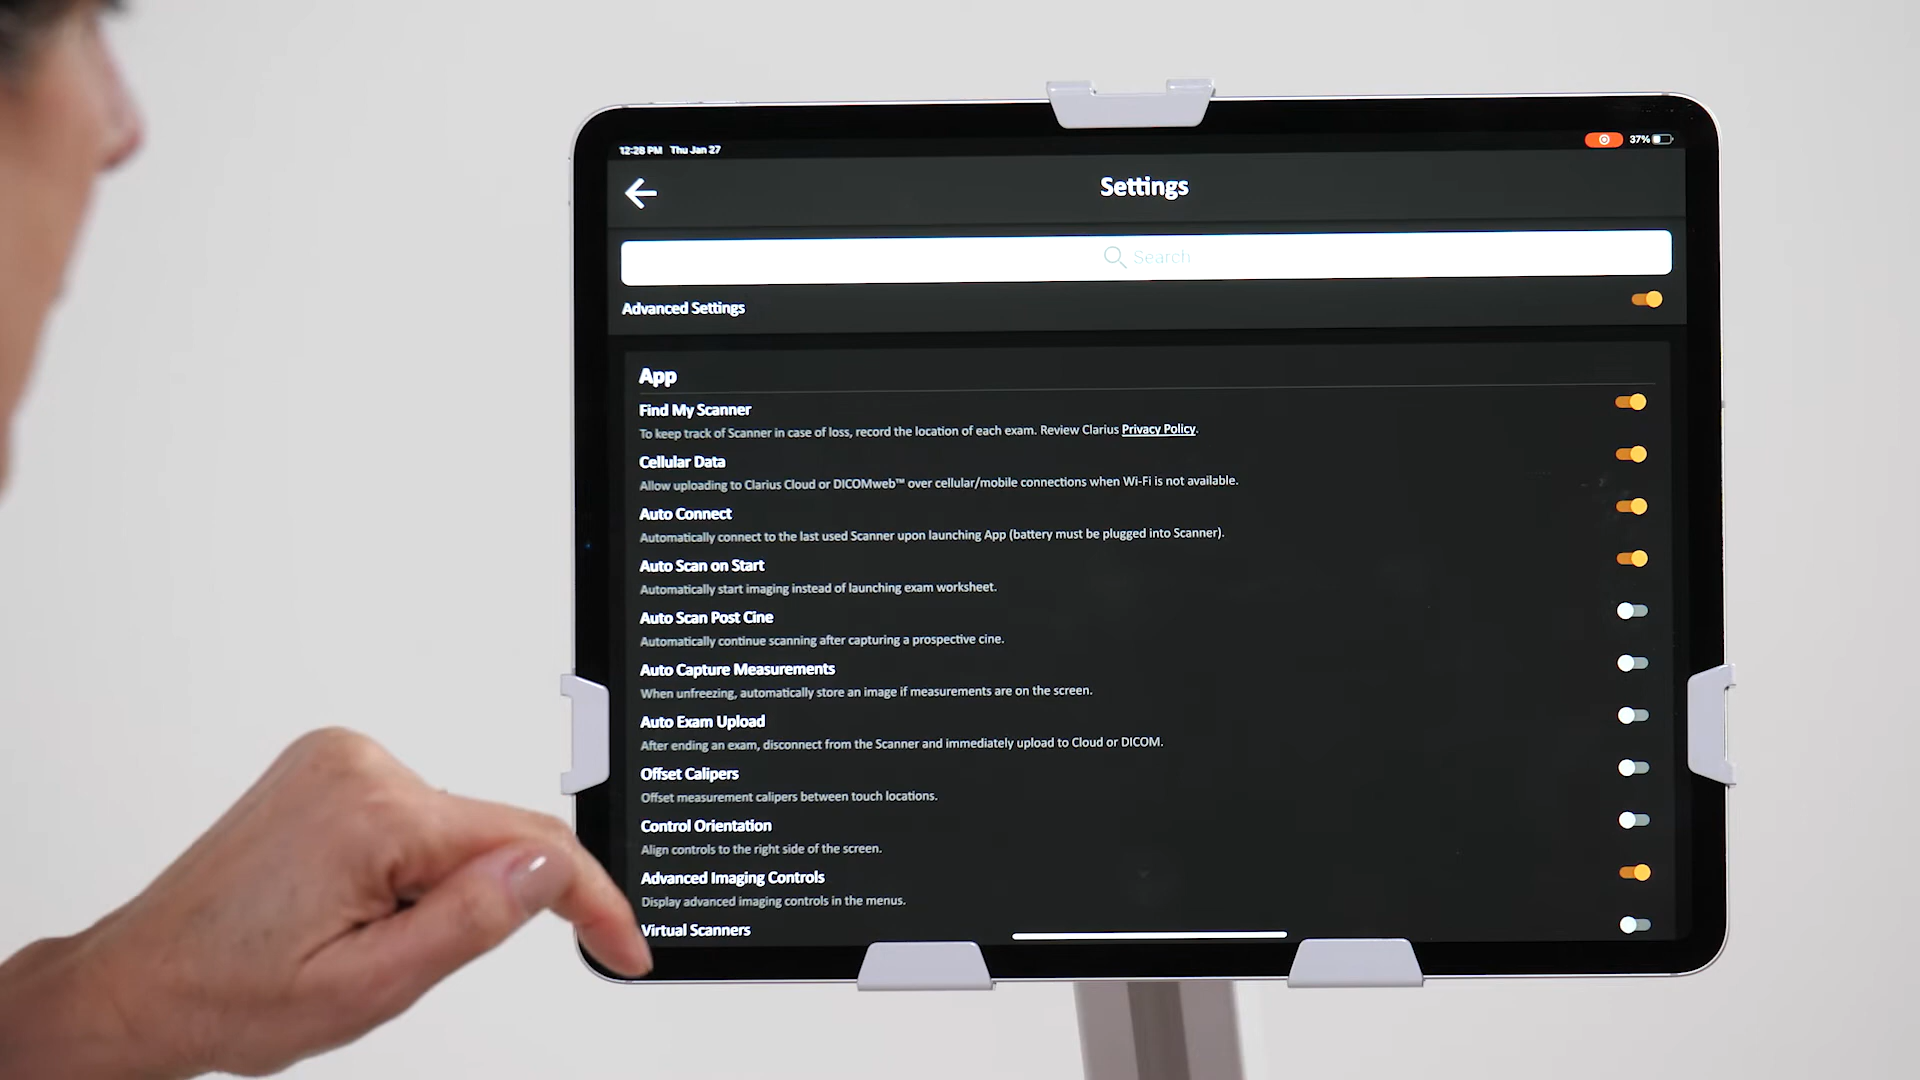 12:28 PM Thu Jan 27
37%
Settings
Search
Advanced Settings
App
Find My Scanner
To keep track of Scanner in case of loss, record the location of each exam. Review Clarius Privacy Policy.
Cellular Data
Allow uploading to Clarius Cloud or DICOMweb™ over cellular/mobile connections when Wi-Fi is not available.
Auto Connect
Automatically connect to the last used Scanner upon launching App (battery must be plugged into Scanner).
Auto Scan on Start
Automatically start imaging instead of launching exam worksheet.
Auto Scan Post Cine
Automatically continue scanning after capturing a prospective cine.
Auto Capture Measurements
When unfreezing, automatically store an image if measurements are on the screen.
Auto Exam Upload
After ending an exam, disconnect from the Scanner and immediately upload to Cloud or DICOM.
Offset Calipers
Offset measurement calipers between touch locations.
Control Orientation
Align controls to the right side of the screen.
Advanced Imaging Controls
Display advanced imaging controls in the menus.
Virtual Scanners